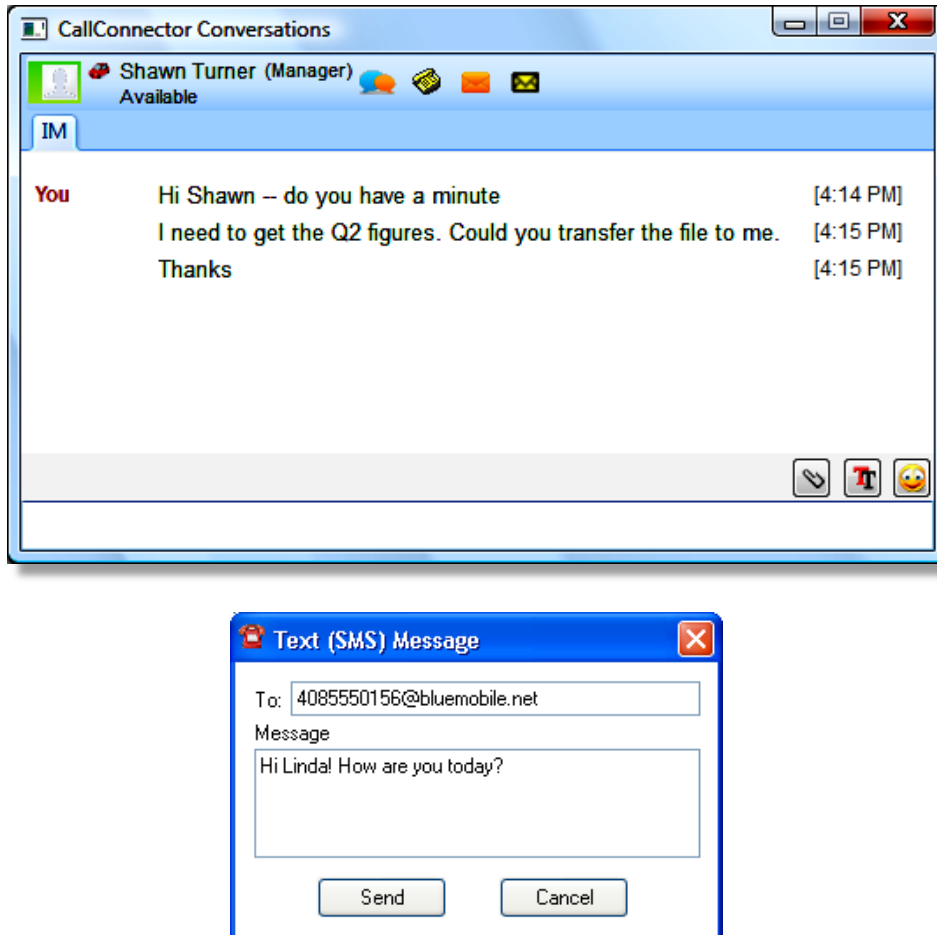 CallConnector Conversations
Shawn Turner (Manager)
Available
IM
You Hi Shawn -- do you have a minute [4:14 PM]
I need to get the Q2 figures. Could you transfer the file to me. [4:15 PM]
Thanks [4:15 PM]
Text (SMS) Message
To: 4085550156@bluemobile.net
Message
Hi Linda! How are you today?
Send Cancel